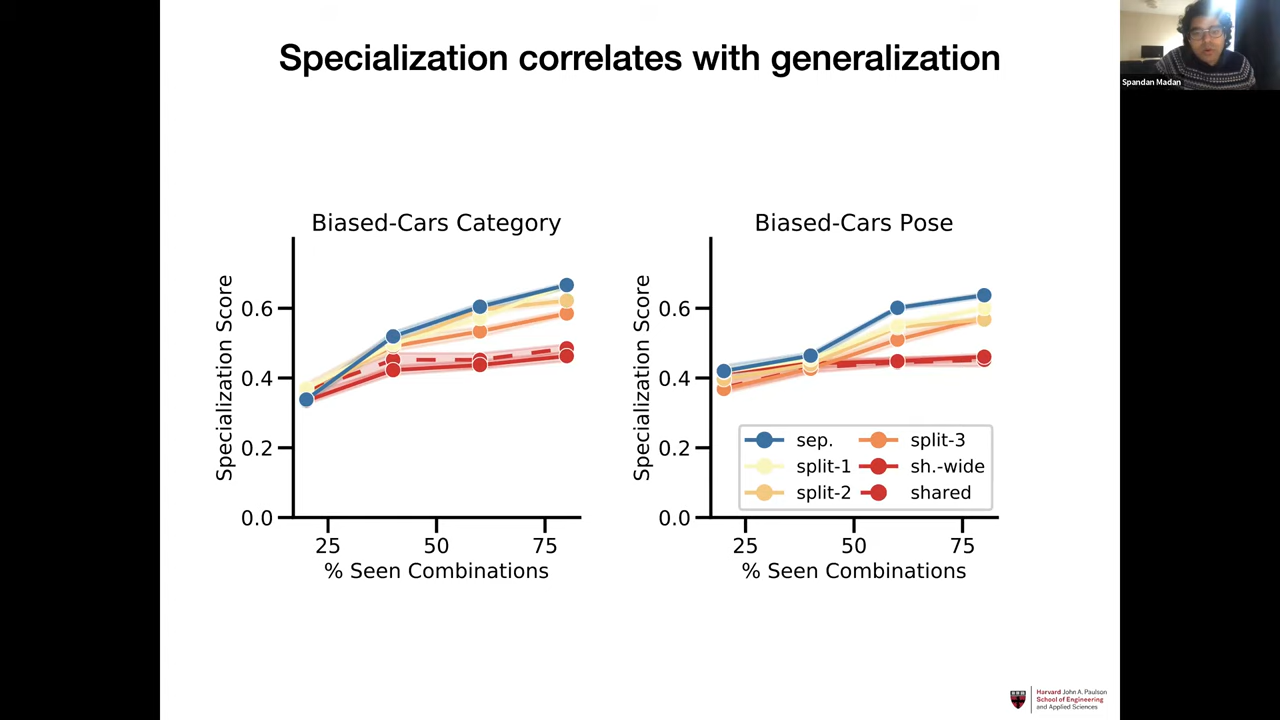 Specialization correlates with generalization
Spandan Madan
Biased-Cars Category
Specialization Score
0.6
0.4
0.2
0.0
25 50 75
% Seen Combinations
Biased-Cars Pose
Specialization Score
0.6
0.4
0.2
0.0
sep. split-3
split-1 sh.-wide
split-2 shared
25 50 75
% Seen Combinations
Harvard John A. Paulson
School of Engineering
and Applied Sciences